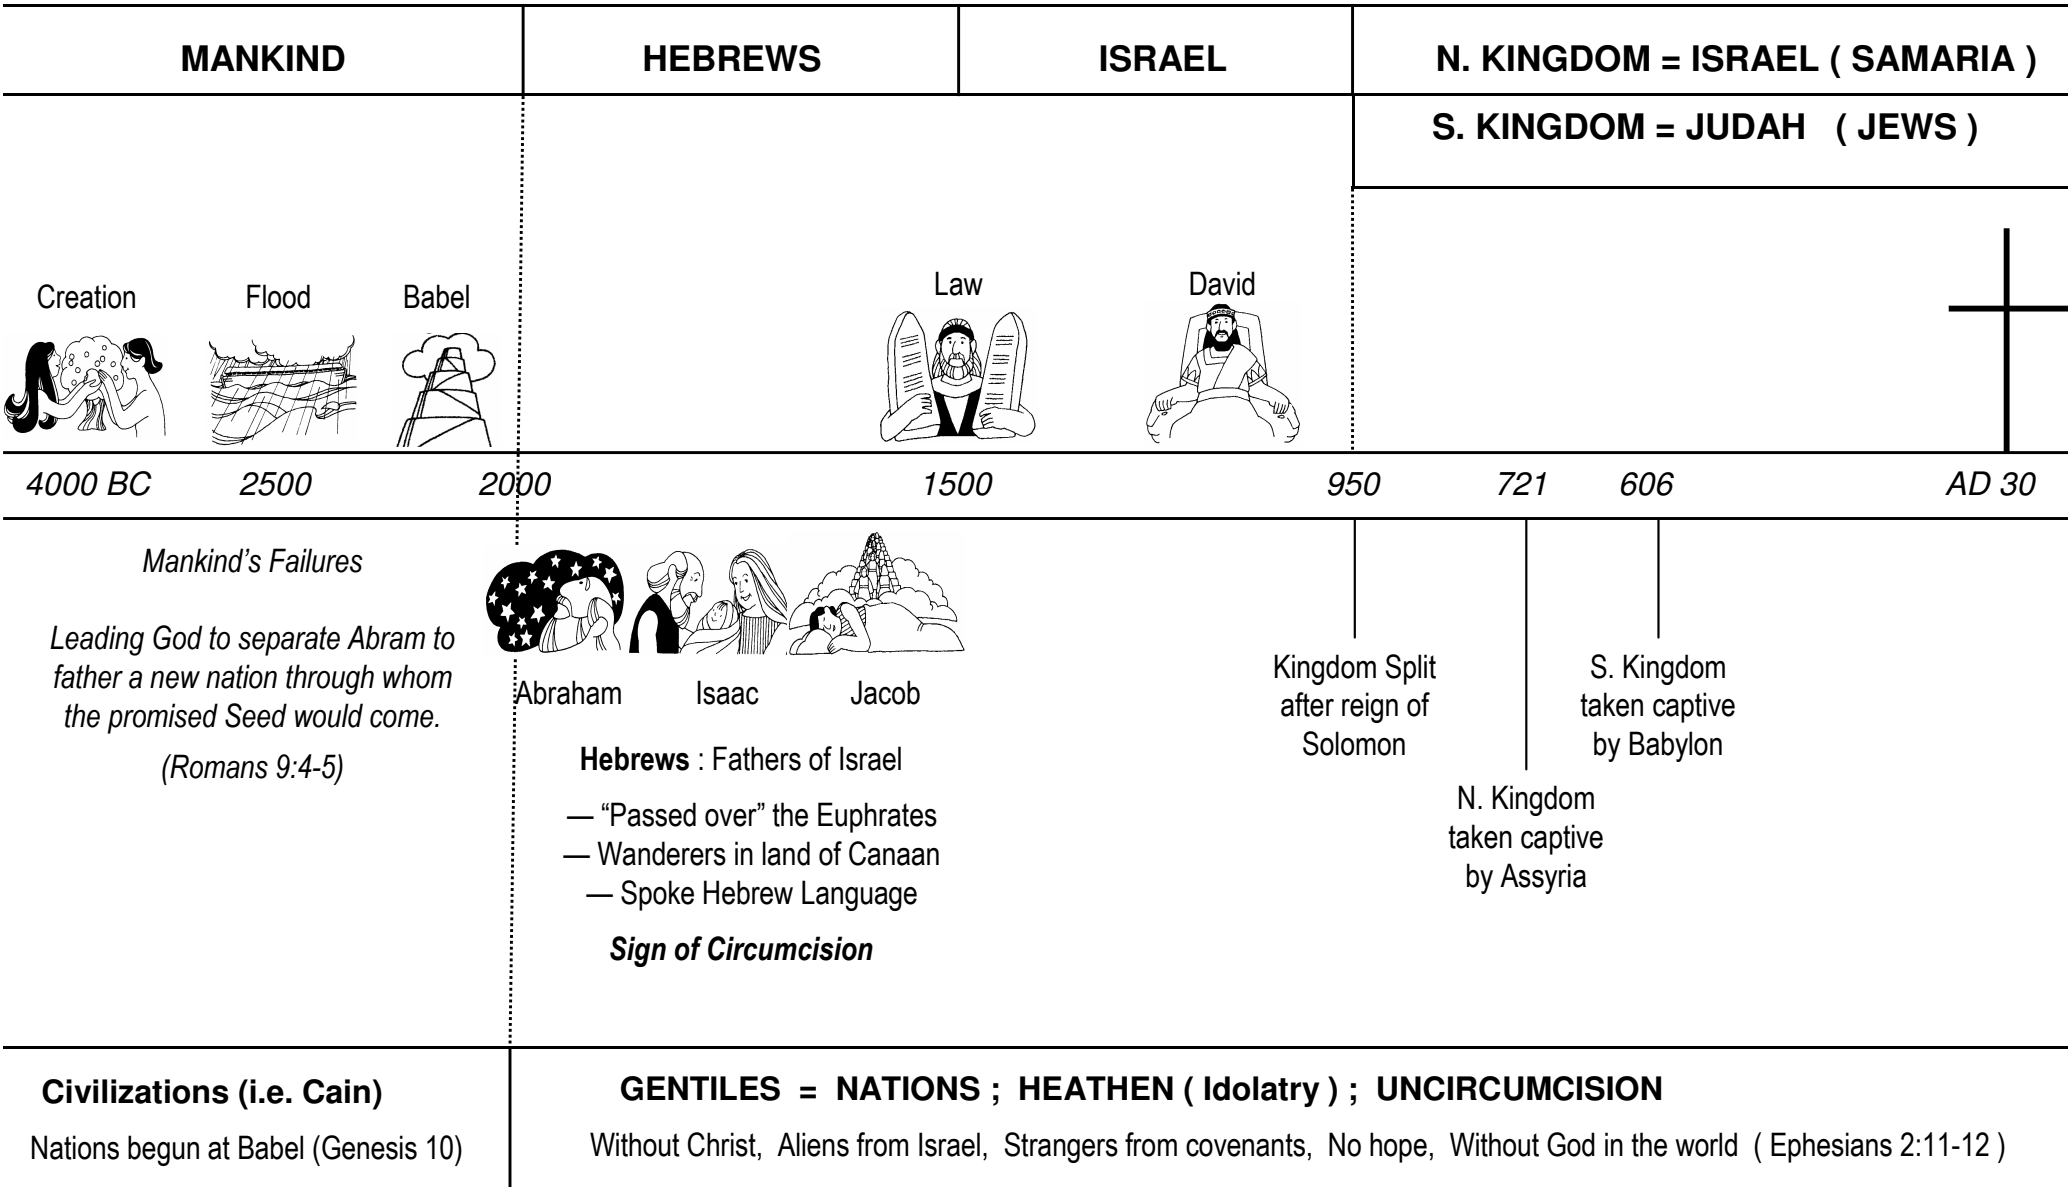 MANKIND
HEBREWS
ISRAEL
N. KINGDOM = ISRAEL ( SAMARIA )
S. KINGDOM = JUDAH ( JEWS )
Creation
Flood
Babel
Law
David
4000 BC
2500
2000
1500
950
721
606
AD 30
Mankind's Failures
Leading God to separate Abram to
father a new nation through whom
the promised Seed would come.
(Romans 9:4-5)
Abraham
Isaac
Jacob
Hebrews : Fathers of Israel
— “Passed over” the Euphrates
— Wanderers in land of Canaan
— Spoke Hebrew Language
Sign of Circumcision
Kingdom Split
after reign of
Solomon
N. Kingdom
taken captive
by Assyria
S. Kingdom
taken captive
by Babylon
Civilizations (i.e. Cain)
Nations begun at Babel (Genesis 10)
GENTILES = NATIONS ; HEATHEN ( Idolatry ) ; UNCIRCUMCISION
Without Christ, Aliens from Israel, Strangers from covenants, No hope, Without God in the world ( Ephesians 2:11-12 )